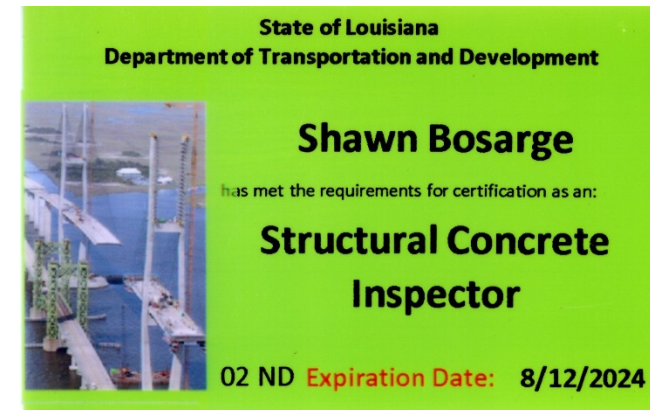 State of Louisiana
Department of Transportation and Development
Shawn Bosarge
has met the requirements for certification as an:
Structural Concrete
Inspector
02 ND Expiration Date: 8/12/2024